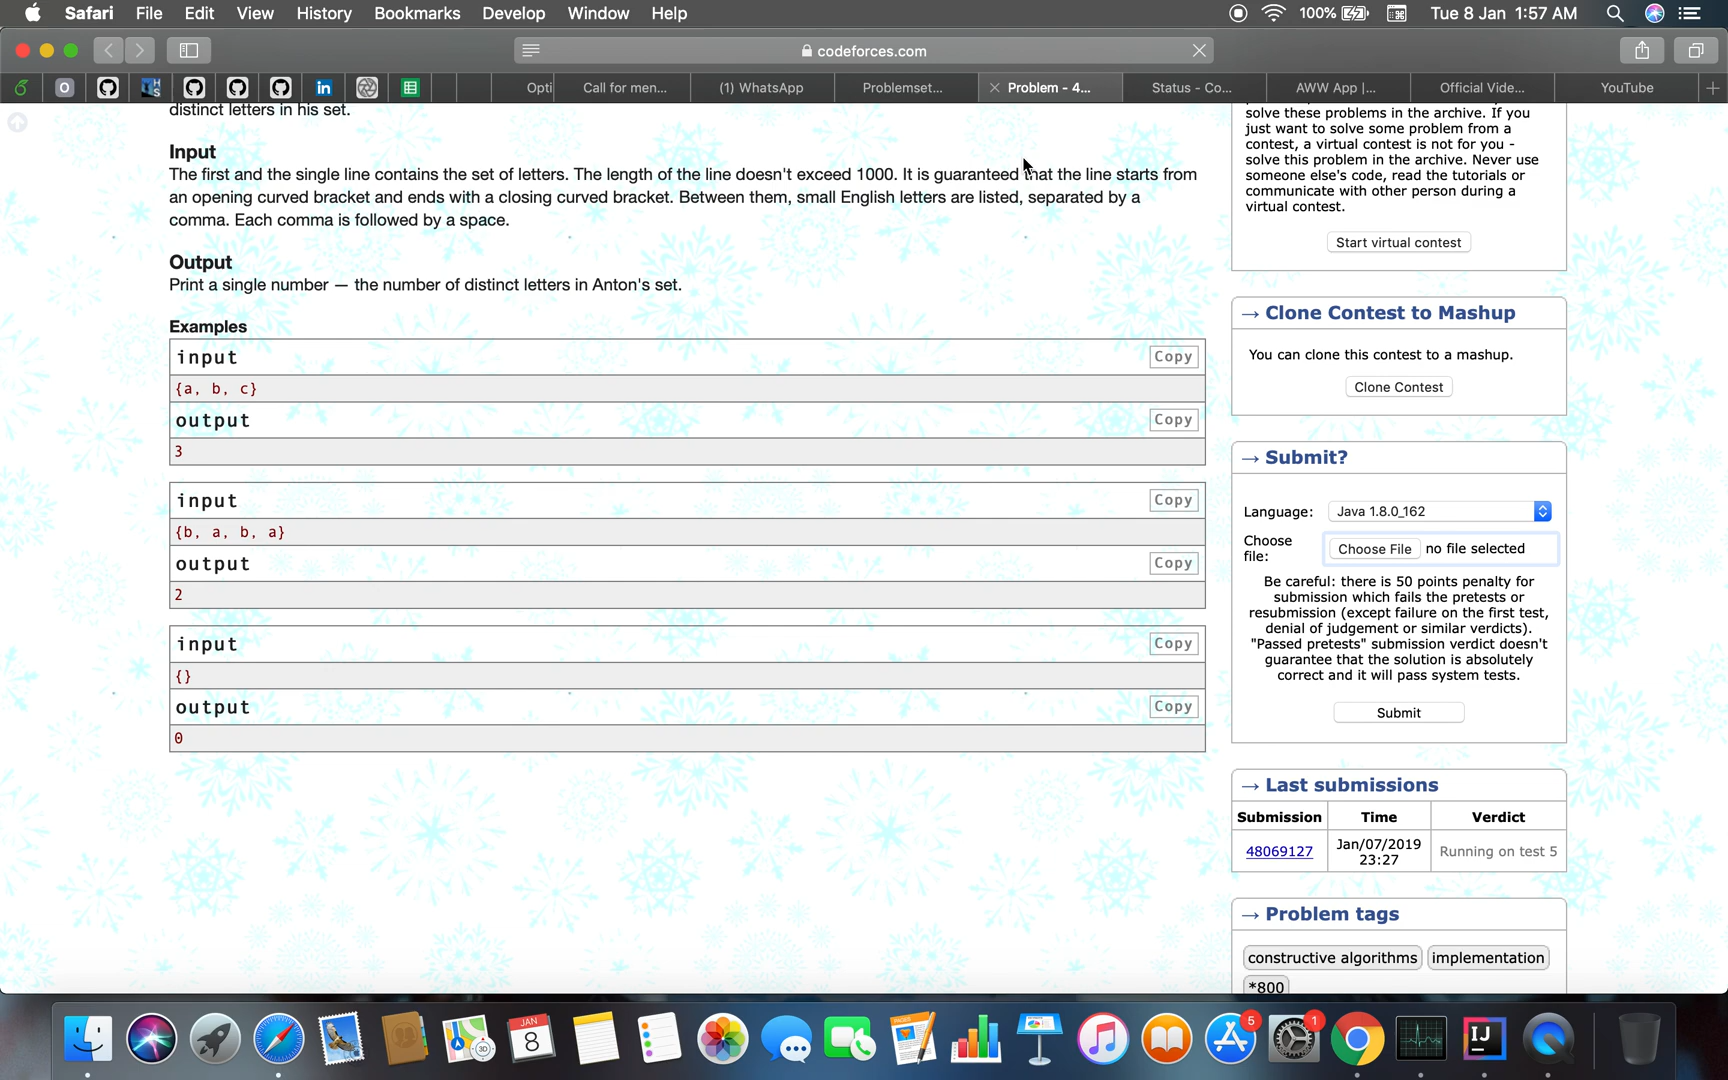 Safari File Edit View History Bookmarks Develop Window Help 100% Tue 8 Jan 1:57 AM
codeforces.com
Opti Call for men... (1) WhatsApp Problemset... Problem - 4... Status - Co... AWW App |... Official Vide... YouTube
distinct letters in his set.
Input
The first and the single line contains the set of letters. The length of the line doesn't exceed 1000. It is guaranteed that the line starts from
an opening curved bracket and ends with a closing curved bracket. Between them, small English letters are listed, separated by a
comma. Each comma is followed by a space.
Output
Print a single number — the number of distinct letters in Anton's set.
Examples
input Copy
{a, b, c}
output Copy
3
input Copy
{b, a, b, a}
output Copy
2
input Copy
{}
output Copy
0
solve these problems in the archive. If you
just want to solve some problem from a
contest, a virtual contest is not for you -
solve this problem in the archive. Never use
someone else's code, read the tutorials or
communicate with other person during a
virtual contest.
Start virtual contest
→ Clone Contest to Mashup
You can clone this contest to a mashup.
Clone Contest
→ Submit?
Language: Java 1.8.0_162
Choose
file: Choose File no file selected
Be careful: there is 50 points penalty for
submission which fails the pretests or
resubmission (except failure on the first test,
denial of judgement or similar verdicts).
"Passed pretests" submission verdict doesn't
guarantee that the solution is absolutely
correct and it will pass system tests.
Submit
→ Last submissions
Submission Time Verdict
48069127 Jan/07/2019
23:27 Running on test 5
→ Problem tags
constructive algorithms implementation
*800
JAN
8
3D
PAGES
5
1
IJ